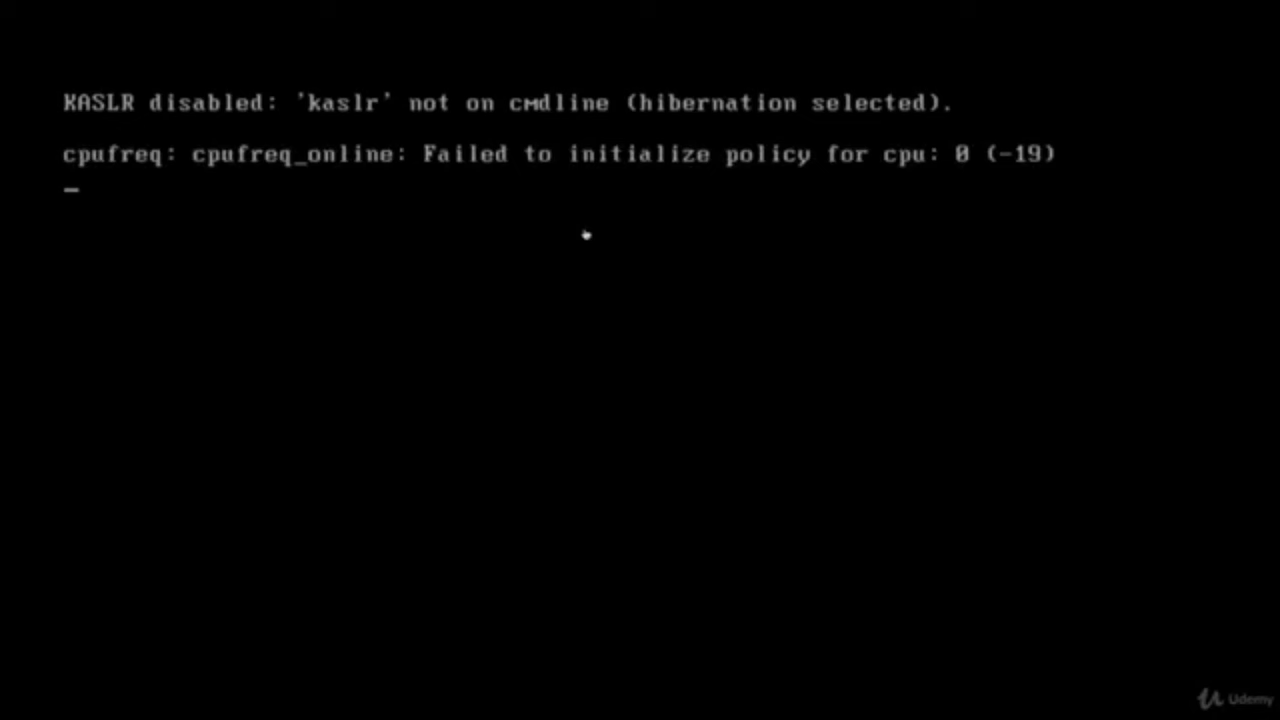 KASLR disabled: 'kaslr' not on cmdline (hibernation selected).
cpufreq: cpufreq_online: Failed to initialize policy for cpu: 0 (-19)
Udemy